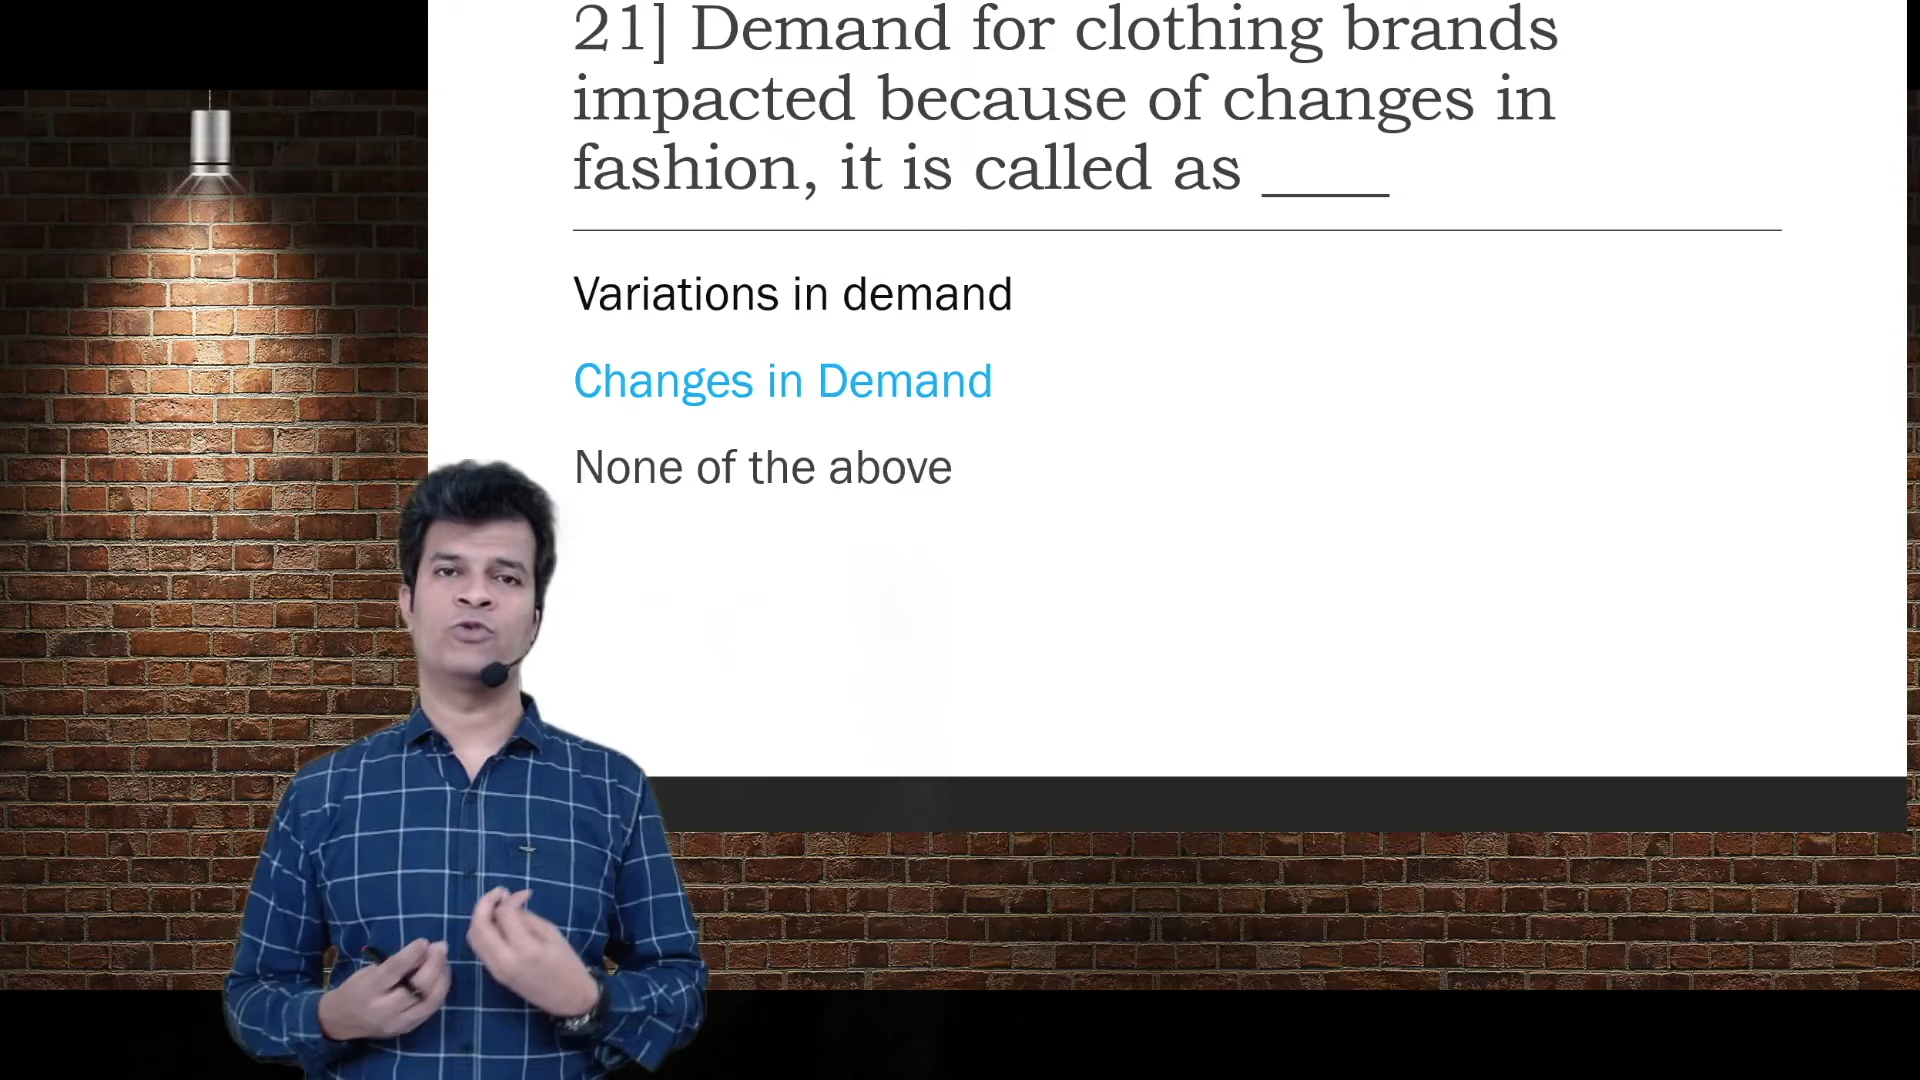 21] Demand for clothing brands
impacted because of changes in
fashion, it is called as ____
Variations in demand
Changes in Demand
None of the above